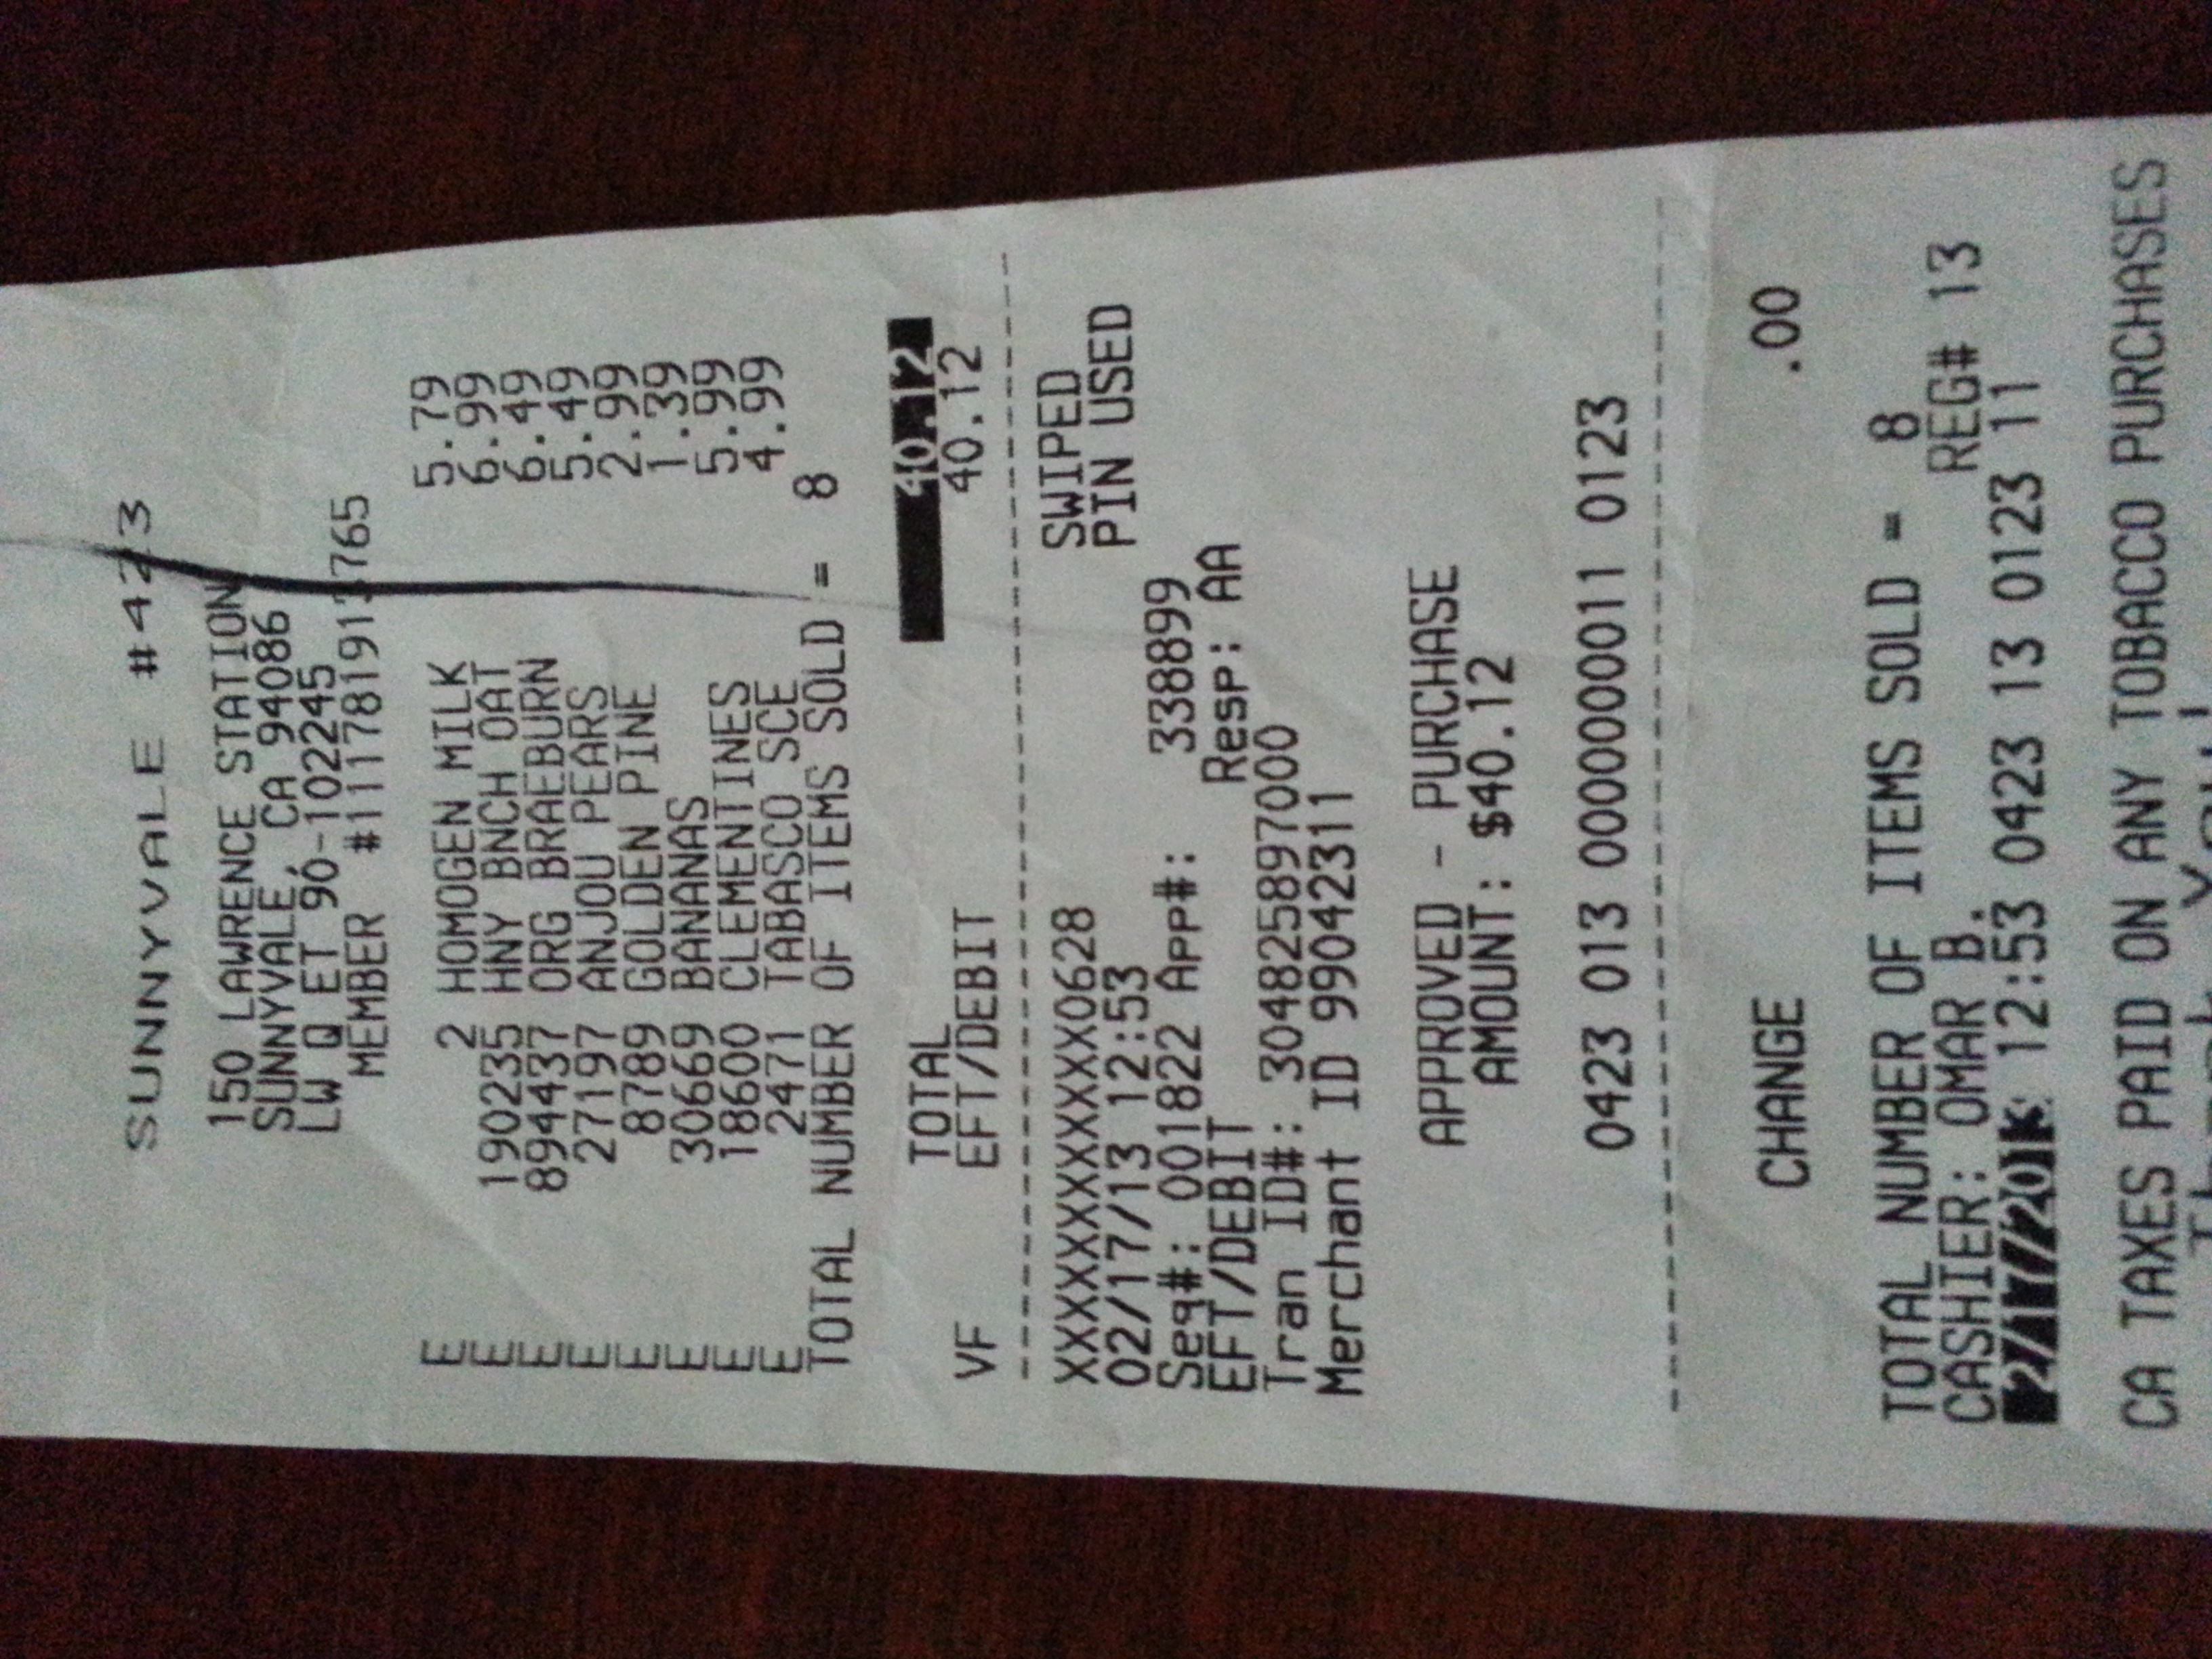 SUNNYVALE #423
150 LAWRENCE STATION
SUNNYVALE, CA 94086
LW Q ET 90-102245
MEMBER #111781913765
E 2 HOMOGEN MILK 5.79
E 190235 HNY BNCH OAT 6.99
E 894437 ORG BRAEBURN 6.49
E 27197 ANJOU PEARS 5.49
E 8789 GOLDEN PINE 2.99
E 30669 BANANAS 1.39
E 18600 CLEMENTINES 5.99
E 2471 TABASCO SCE 4.99
TOTAL NUMBER OF ITEMS SOLD = 8
TOTAL 40.12
VF EFT/DEBIT 40.12
XXXXXXXXXXXX0628 SWIPED
02/17/13 12:53 PIN USED
Seq#: 001822 App#: 338899
EFT/DEBIT Resp: AA
Tran ID#: 304825897000
Merchant ID 99042311
APPROVED - PURCHASE
AMOUNT: $40.12
0423 013 0000000011 0123
CHANGE .00
TOTAL NUMBER OF ITEMS SOLD = 8
CASHIER: OMAR B. REG# 13
2/17/2013 12:53 0423 13 0123 11
CA TAXES PAID ON ANY TOBACCO PURCHASES
Thank You!